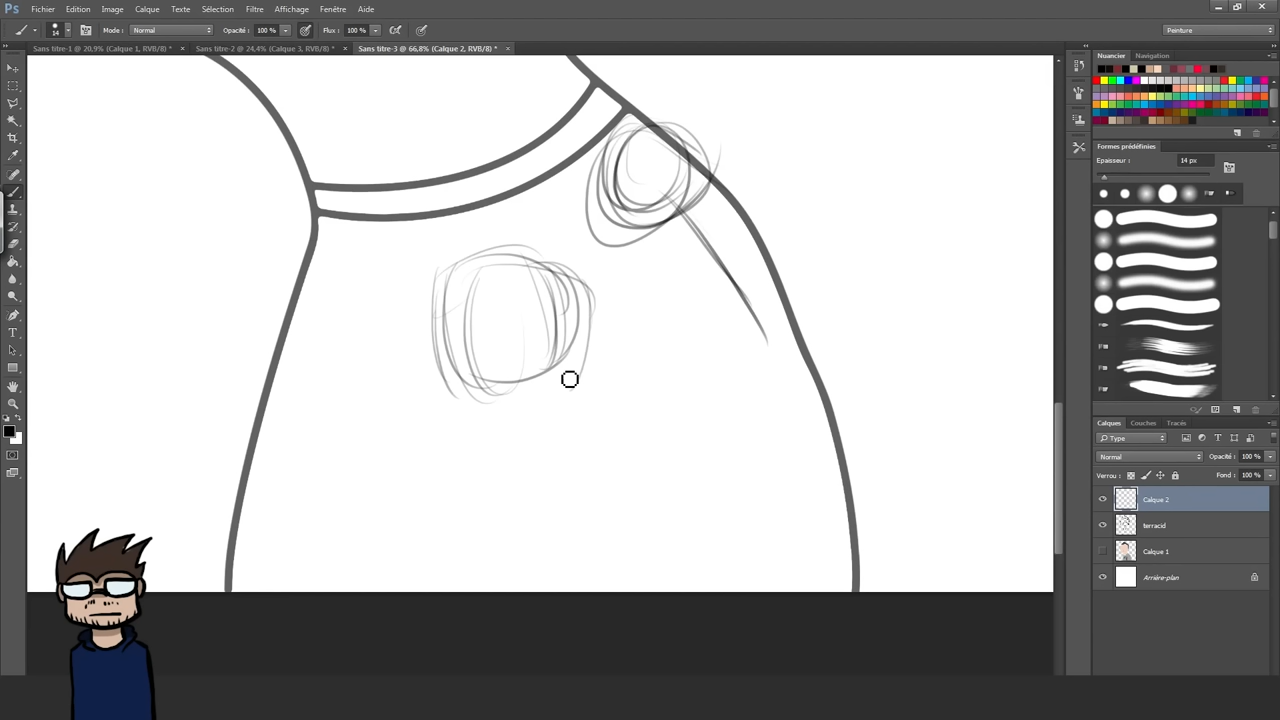 Ps Fichier Edition Image Calque Texte Sélection Filtre Affichage Fenêtre Aide
14 Mode : Normal Opacité : 100 % Flux : 100 % Peinture
Sans titre-1 @ 20,9% (Calque 1, RVB/8) * × Sans titre-2 @ 24,4% (Calque 3, RVB/8) * × Sans titre-3 @ 66,8% (Calque 2, RVB/8) * ×
Nuancier Navigation
Formes prédéfinies
Epaisseur : 14 px
Calques Couches Tracés
Type
Normal Opacité : 100 %
Verrou : Fond : 100 %
Calque 2
terracid
Calque 1
Arrière-plan